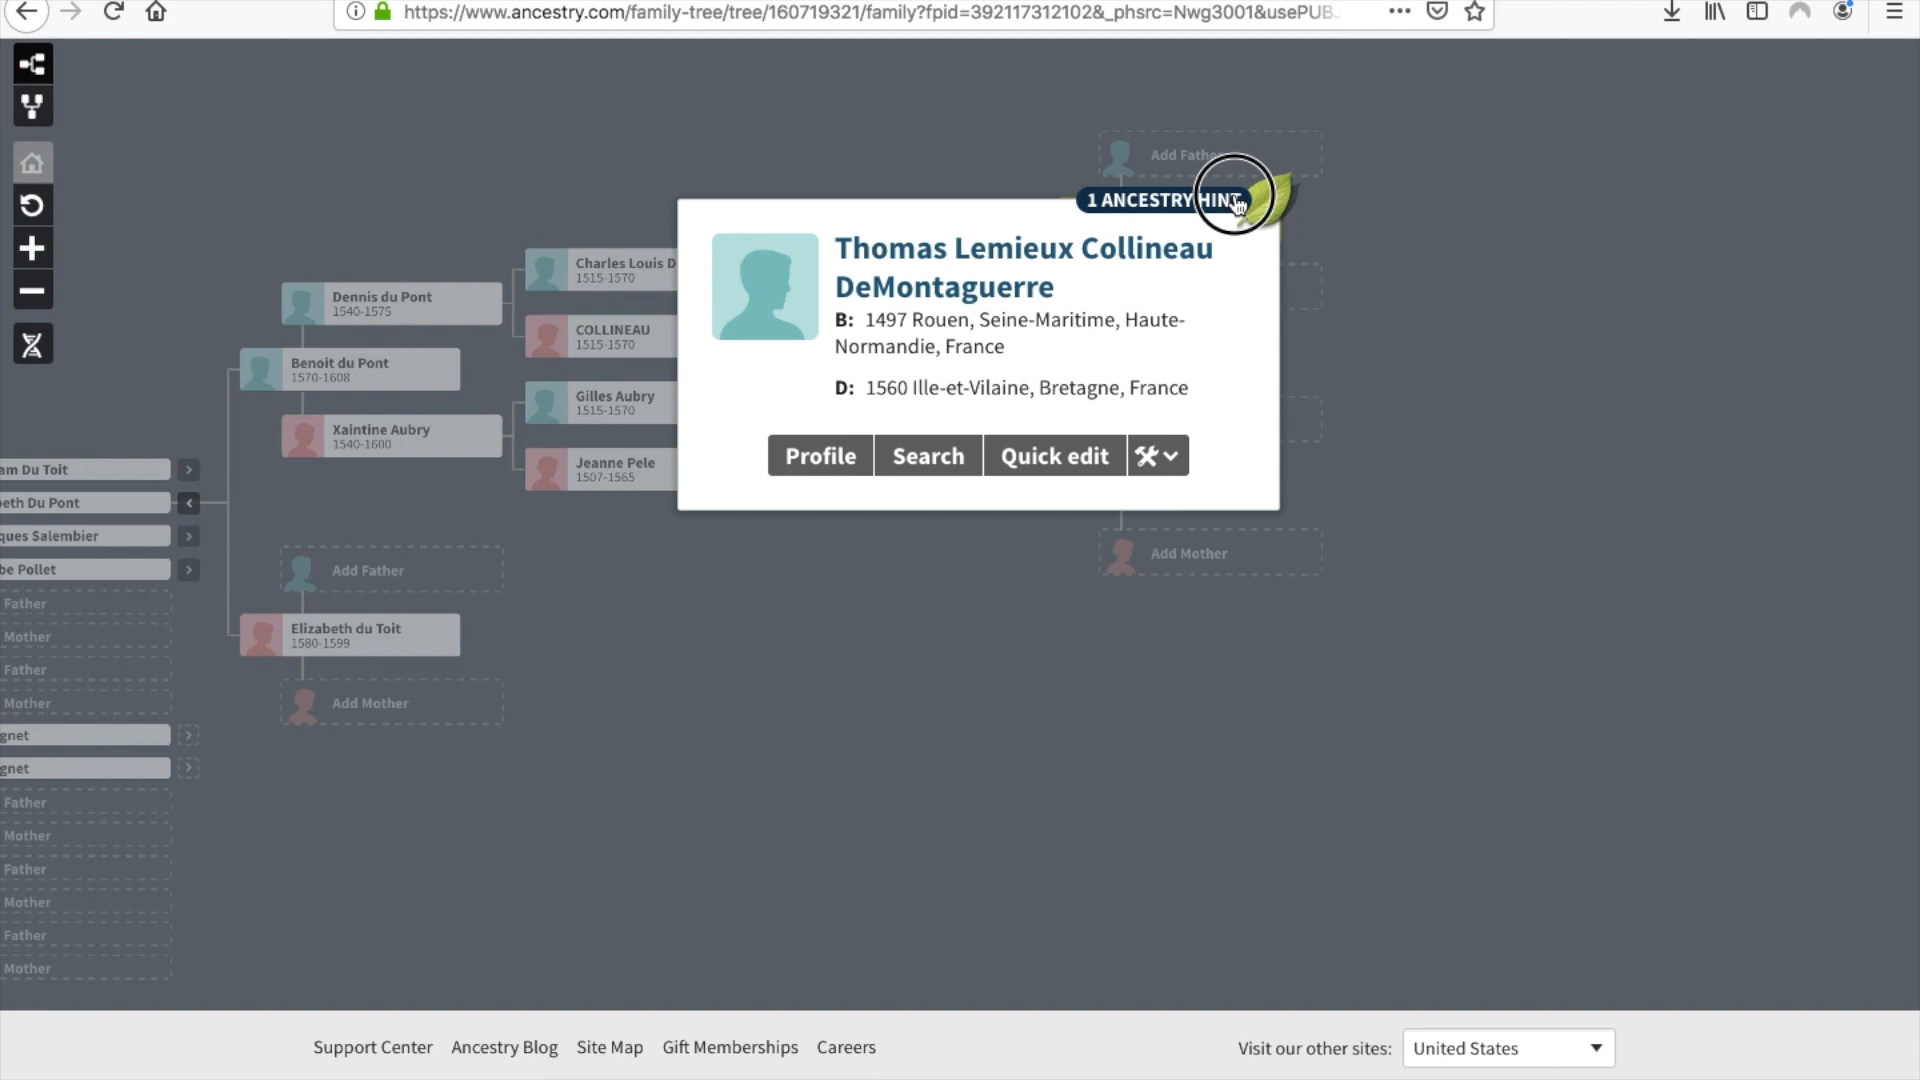 https://www.ancestry.com/family-tree/tree/160719321/family?fpid=392117312102&_phsrc=Nwg3001&usePUB
Add Father
1 ANCESTRY HINT
Thomas Lemieux Collineau
DeMontaguerre
B: 1497 Rouen, Seine-Maritime, Haute-
Normandie, France
D: 1560 Ille-et-Vilaine, Bretagne, France
Profile
Search
Quick edit
Charles Louis D
1515-1570
Dennis du Pont
1540-1575
COLLINEAU
1515-1570
Benoit du Pont
1570-1608
Gilles Aubry
1515-1570
Xaintine Aubry
1540-1600
Jeanne Pele
1507-1565
am Du Toit
beth Du Pont
ques Salembier
be Pollet
Father
Mother
Father
Mother
gnet
gnet
Father
Mother
Father
Mother
Father
Mother
Add Father
Elizabeth du Toit
1580-1599
Add Mother
Add Mother
Support Center
Ancestry Blog
Site Map
Gift Memberships
Careers
Visit our other sites:
United States